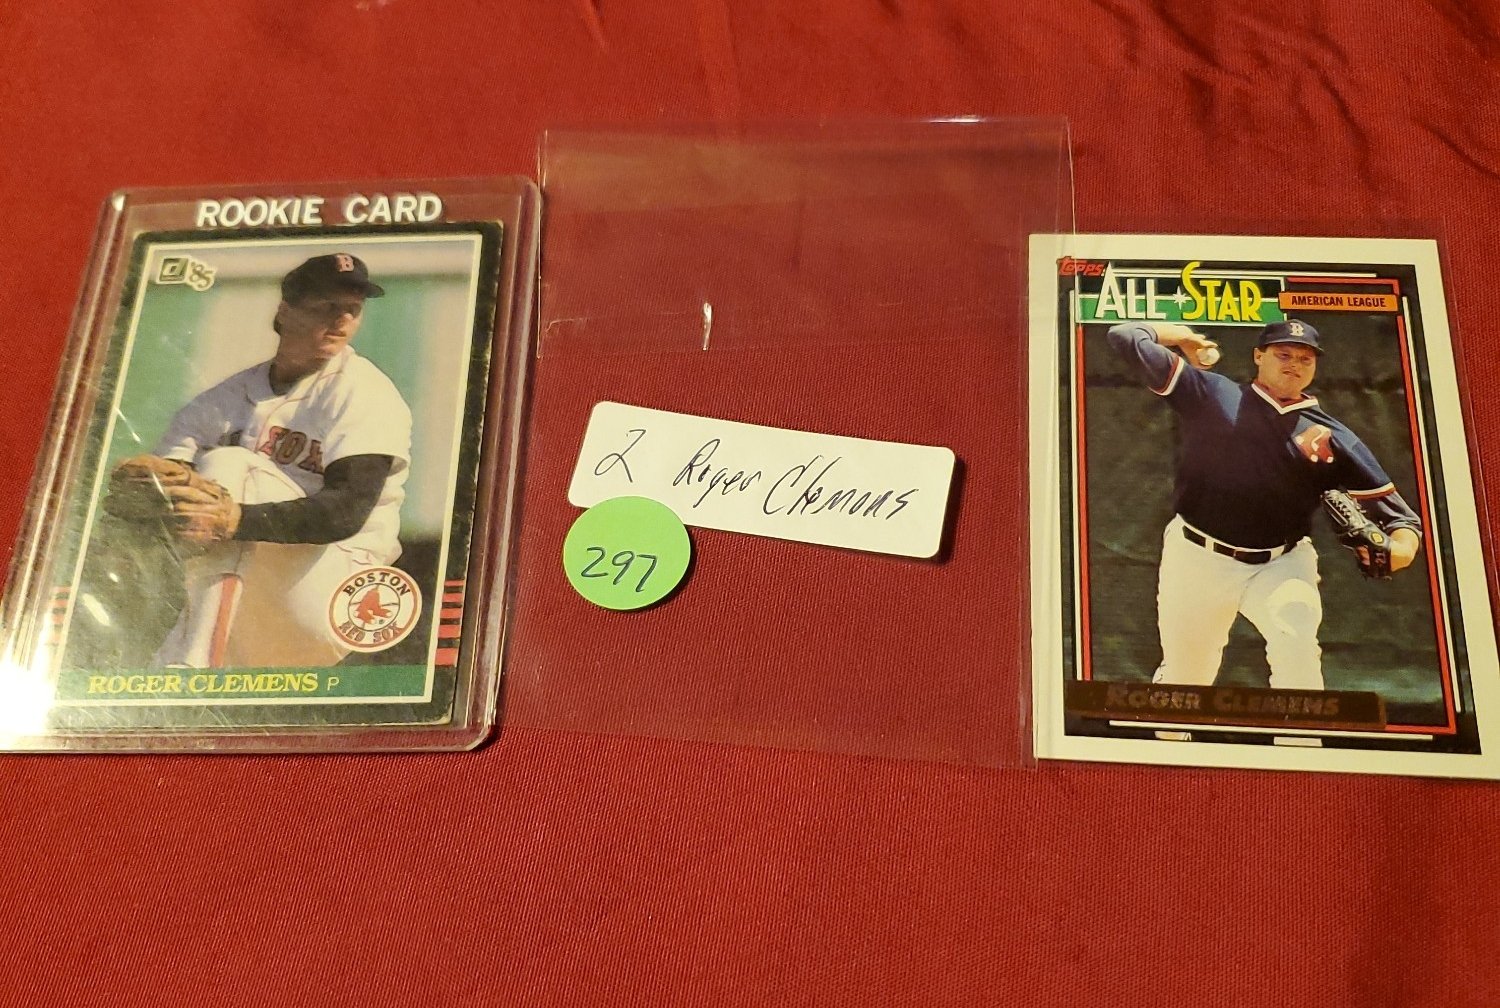 ROOKIE CARD
d '85
B
SOX
BOSTON
RED SOX
ROGER CLEMENS P
2 Roger Clemons
297
TOPPS
ALL★STAR
AMERICAN LEAGUE
B
ROGER CLEMENS